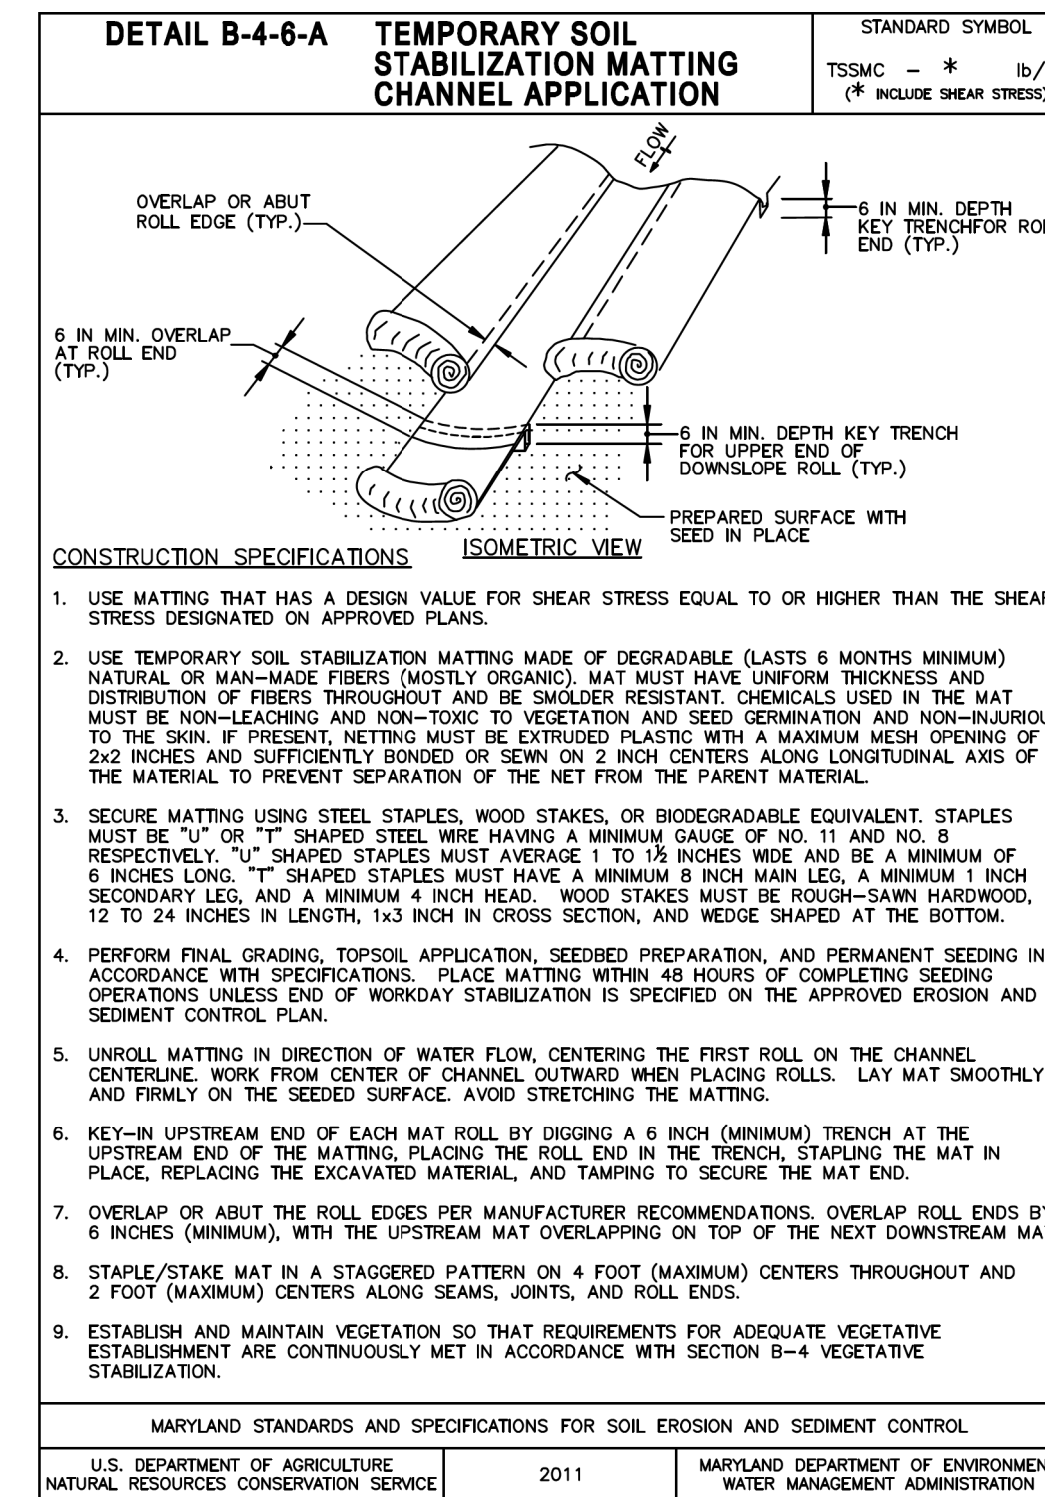 DETAIL B-4-6-A
TEMPORARY SOIL
STABILIZATION MATTING
CHANNEL APPLICATION
STANDARD SYMBOL
TSSMC - * lb/
(* INCLUDE SHEAR STRESS)
FLOW
OVERLAP OR ABUT
ROLL EDGE (TYP.)
6 IN MIN. DEPTH
KEY TRENCHFOR
END (TYP.)
6 IN MIN. OVERLAP
AT ROLL END
(TYP.)
6 IN MIN. DEPTH KEY TRENCH
FOR UPPER END OF
DOWNSLOPE ROLL (TYP.)
PREPARED SURFACE WITH
SEED IN PLACE
ISOMETRIC VIEW
CONSTRUCTION SPECIFICATIONS
1. USE MATTING THAT HAS A DESIGN VALUE FOR SHEAR STRESS EQUAL TO OR HIGHER THAN THE SHEAR
STRESS DESIGNATED ON APPROVED PLANS.
2. USE TEMPORARY SOIL STABILIZATION MATTING MADE OF DEGRADABLE (LASTS 6 MONTHS MINIMUM)
NATURAL OR MAN-MADE FIBERS (MOSTLY ORGANIC). MAT MUST HAVE UNIFORM THICKNESS AND
DISTRIBUTION OF FIBERS THROUGHOUT AND BE SMOLDER RESISTANT. CHEMICALS USED IN THE MAT
MUST BE NON-LEACHING AND NON-TOXIC TO VEGETATION AND SEED GERMINATION AND
TO THE SKIN. IF PRESENT, NETTING MUST BE EXTRUDED PLASTIC WITH A MAXIMUM MESH OPENING OF
2x2 INCHES AND SUFFICIENTLY BONDED OR SEWN ON 2 INCH CENTERS ALONG LONGITUDINAL AXIS OF
THE MATERIAL TO PREVENT SEPARATION OF THE NET FROM THE PARENT MATERIAL.
3. SECURE MATTING USING STEEL STAPLES, WOOD STAKES, OR BIODEGRADABLE EQUIVALENT. STAPLES
MUST BE "U" OR "T" SHAPED STEEL WIRE HAVING A MINIMUM GAUGE OF NO. 11 AND NO. 8
RESPECTIVELY. "U" SHAPED STAPLES MUST AVERAGE 1 TO 1½ INCHES WIDE AND BE A MINIMUM OF
6 INCHES LONG. "T" SHAPED STAPLES MUST HAVE A MINIMUM 8 INCH MAIN LEG, A MINIMUM 1 INCH
SECONDARY LEG, AND A MINIMUM 4 INCH HEAD. WOOD STAKES MUST BE ROUGH-SAWN HARDWOOD,
12 TO 24 INCHES IN LENGTH, 1x3 INCH IN CROSS SECTION, AND WEDGE SHAPED AT THE BOTTOM.
4. PERFORM FINAL GRADING, TOPSOIL APPLICATION, SEEDBED PREPARATION, AND PERMANENT SEEDING IN
ACCORDANCE WITH SPECIFICATIONS. PLACE MATTING WITHIN 48 HOURS OF COMPLETING SEEDING
OPERATIONS UNLESS END OF WORKDAY STABILIZATION IS SPECIFIED ON THE APPROVED EROSION AND
SEDIMENT CONTROL PLAN.
5. UNROLL MATTING IN DIRECTION OF WATER FLOW, CENTERING THE FIRST ROLL ON THE CHANNEL
CENTERLINE. WORK FROM CENTER OF CHANNEL OUTWARD WHEN PLACING ROLLS. LAY MAT SMOOTHLY
AND FIRMLY ON THE SEEDED SURFACE. AVOID STRETCHING THE MATTING.
6. KEY-IN UPSTREAM END OF EACH MAT ROLL BY DIGGING A 6 INCH (MINIMUM) TRENCH AT THE
UPSTREAM END OF THE MATTING, PLACING THE ROLL END IN THE TRENCH, STAPLING THE MAT IN
PLACE, REPLACING THE EXCAVATED MATERIAL, AND TAMPING TO SECURE THE MAT END.
7. OVERLAP OR ABUT THE ROLL EDGES PER MANUFACTURER RECOMMENDATIONS. OVERLAP ROLL ENDS BY
6 INCHES (MINIMUM), WITH THE UPSTREAM MAT OVERLAPPING ON TOP OF THE NEXT DOWNSTREAM
8. STAPLE/STAKE MAT IN A STAGGERED PATTERN ON 4 FOOT (MAXIMUM) CENTERS THROUGHOUT AND
2 FOOT (MAXIMUM) CENTERS ALONG SEAMS, JOINTS, AND ROLL ENDS.
9. ESTABLISH AND MAINTAIN VEGETATION SO THAT REQUIREMENTS FOR ADEQUATE VEGETATIVE
ESTABLISHMENT ARE CONTINUOUSLY MET IN ACCORDANCE WITH SECTION B-4 VEGETATIVE
STABILIZATION.
MARYLAND STANDARDS AND SPECIFICATIONS FOR SOIL EROSION AND SEDIMENT CONTROL
U.S. DEPARTMENT OF AGRICULTURE
NATURAL RESOURCES CONSERVATION SERVICE
2011
MARYLAND DEPARTMENT OF
WATER MANAGEMENT ADMINISTRATION